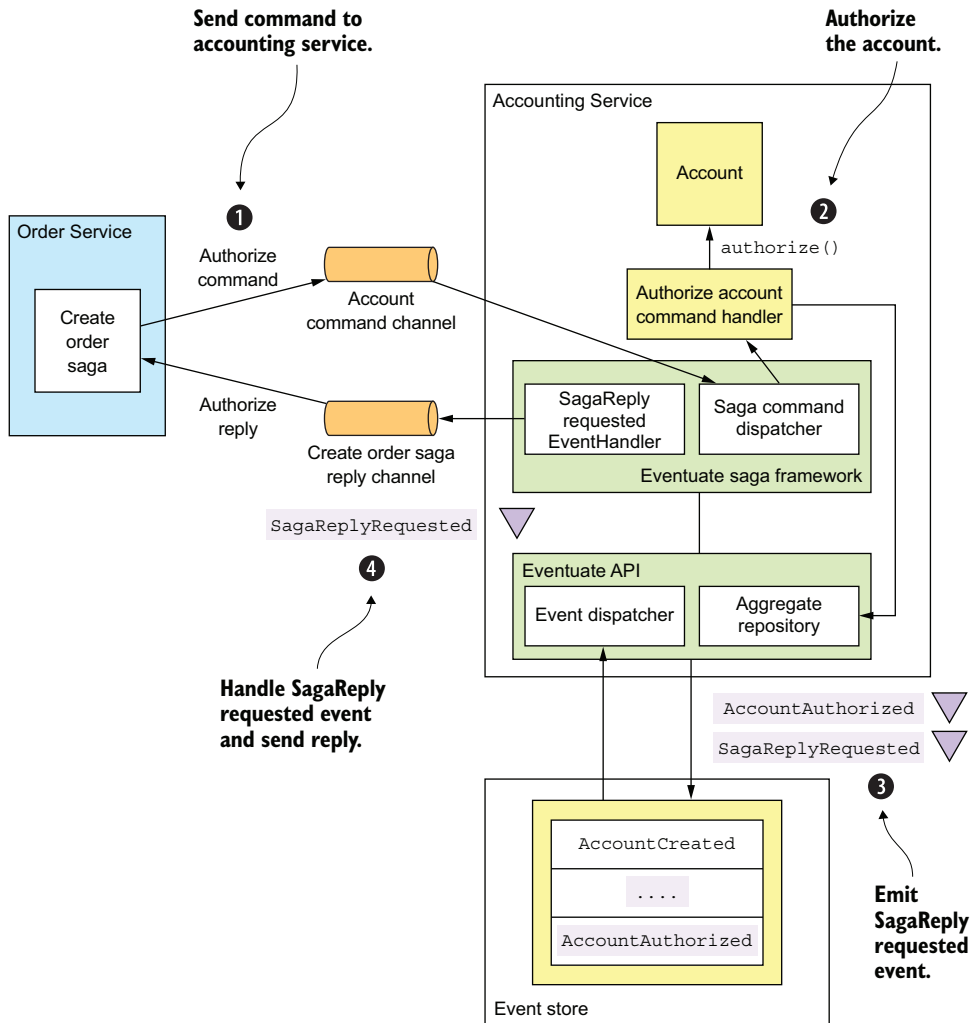 Send command to
accounting service.
Authorize
the account.
Accounting Service
Account
1
2
Order Service
authorize()
Authorize
command
Account
command channel
Authorize account
command handler
Create
order
saga
SagaReply
requested
EventHandler
Saga command
dispatcher
Authorize
reply
Create order saga
reply channel
Eventuate saga framework
SagaReplyRequested
4
Eventuate API
Event dispatcher
Aggregate
repository
Handle SagaReply
requested event
and send reply.
AccountAuthorized
SagaReplyRequested
3
AccountCreated
....
AccountAuthorized
Emit
SagaReply
requested
event.
Event store